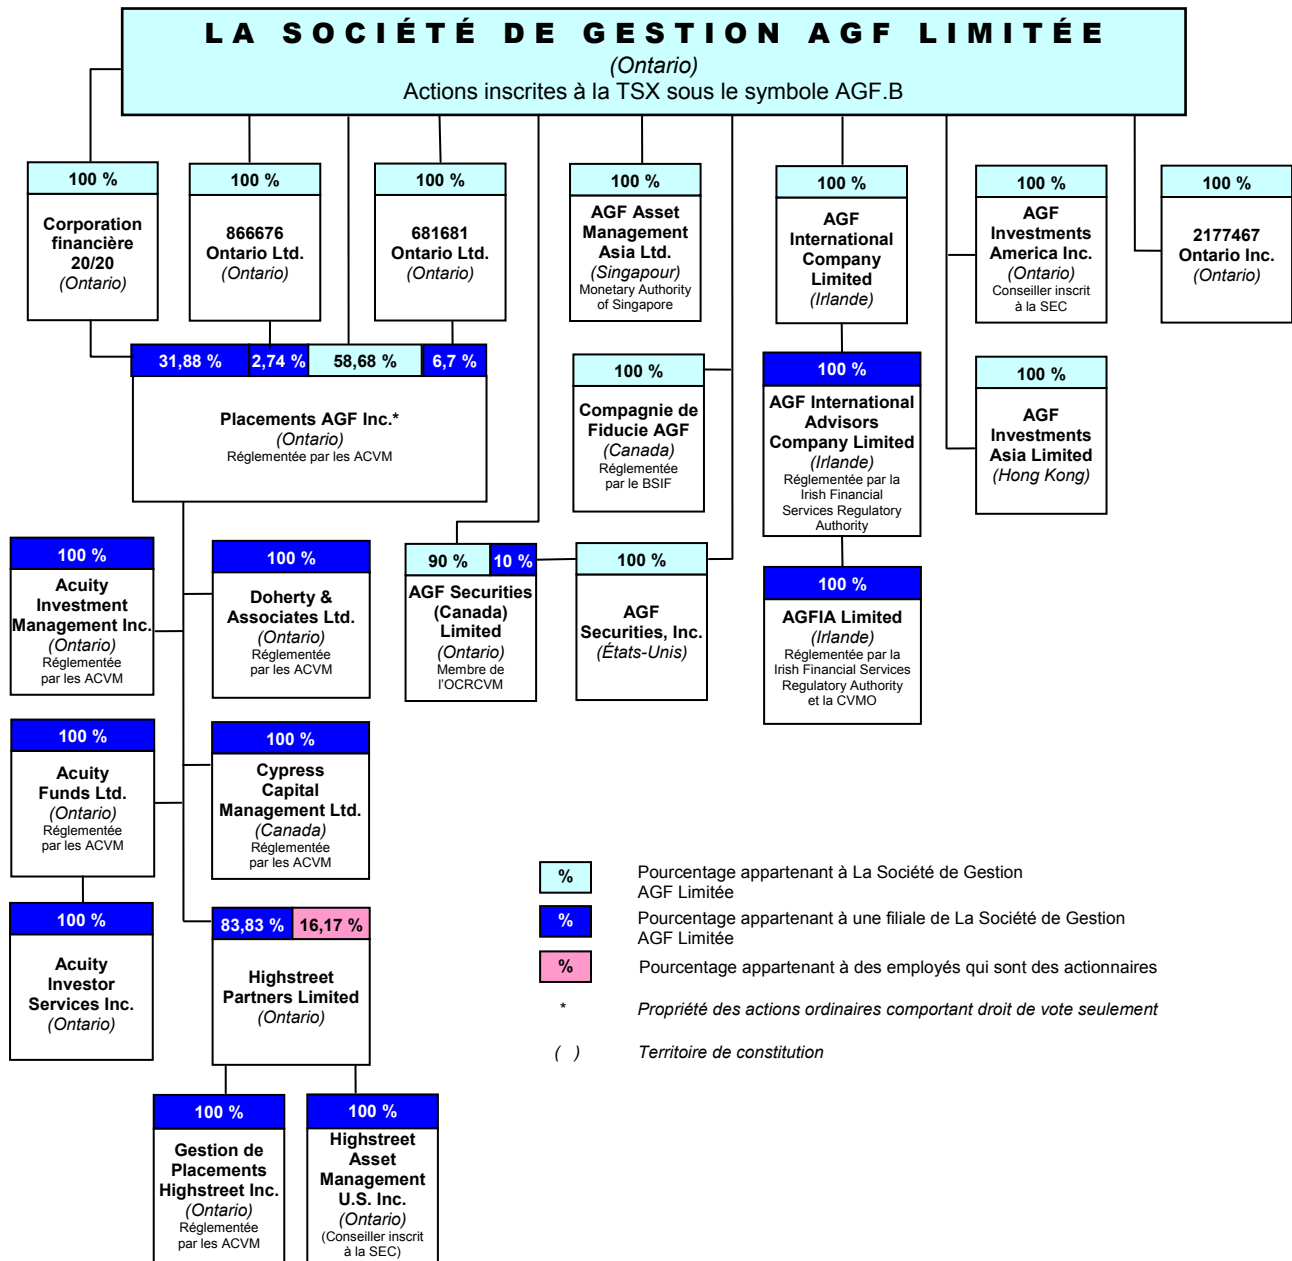 LA SOCIÉTÉ DE GESTION AGF LIMITÉE
(Ontario)
Actions inscrites à la TSX sous le symbole AGF.B
100 %
Corporation
financière
20/20
(Ontario)
100 %
866676
Ontario Ltd.
(Ontario)
100 %
681681
Ontario Ltd.
(Ontario)
100 %
AGF Asset
Management
Asia Ltd.
(Singapour)
Monetary Authority
of Singapore
100 %
AGF
International
Company
Limited
(Irlande)
100 %
AGF
Investments
America Inc.
(Ontario)
Conseiller inscrit
à la SEC
100 %
2177467
Ontario Inc.
(Ontario)
31,88 %
2,74 %
58,68 %
6,7 %
Placements AGF Inc.*
(Ontario)
Réglementée par les ACVM
100 %
Compagnie de
Fiducie AGF
(Canada)
Réglementée
par le BSIF
100 %
AGF International
Advisors
Company Limited
(Irlande)
Réglementée par la
Irish Financial
Services Regulatory
Authority
100 %
AGF
Investments
Asia Limited
(Hong Kong)
100 %
Acuity
Investment
Management Inc.
(Ontario)
Réglementée
par les ACVM
100 %
Doherty &
Associates Ltd.
(Ontario)
Réglementée
par les ACVM
90 %
10 %
AGF Securities
(Canada)
Limited
(Ontario)
Membre de
l'OCRCVM
100 %
AGF
Securities, Inc.
(États-Unis)
100 %
AGFIA Limited
(Irlande)
Réglementée par la
Irish Financial Services
Regulatory Authority
et la CVMO
100 %
Acuity
Funds Ltd.
(Ontario)
Réglementée
par les ACVM
100 %
Cypress
Capital
Management Ltd.
(Canada)
Réglementée
par les ACVM
100 %
Acuity
Investor
Services Inc.
(Ontario)
83,83 %
16,17 %
Highstreet
Partners Limited
(Ontario)
100 %
Gestion de
Placements
Highstreet Inc.
(Ontario)
Réglementée
par les ACVM
100 %
Highstreet
Asset
Management
U.S. Inc.
(Ontario)
(Conseiller inscrit
à la SEC)
%
Pourcentage appartenant à La Société de Gestion
AGF Limitée
%
Pourcentage appartenant à une filiale de La Société de Gestion
AGF Limitée
%
Pourcentage appartenant à des employés qui sont des actionnaires
*
Propriété des actions ordinaires comportant droit de vote seulement
( )
Territoire de constitution